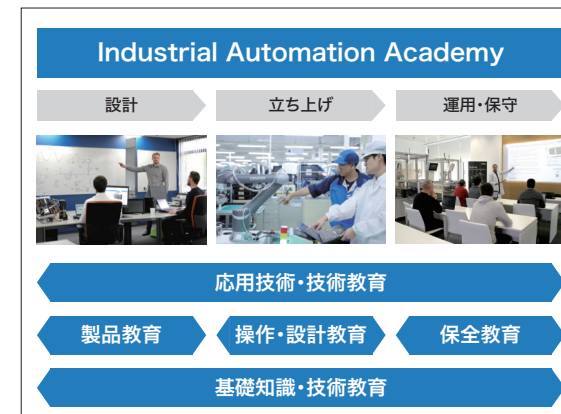 Industrial Automation Academy
設計
立ち上げ
運用・保守
応用技術・技術教育
製品教育
操作・設計教育
保全教育
基礎知識・技術教育